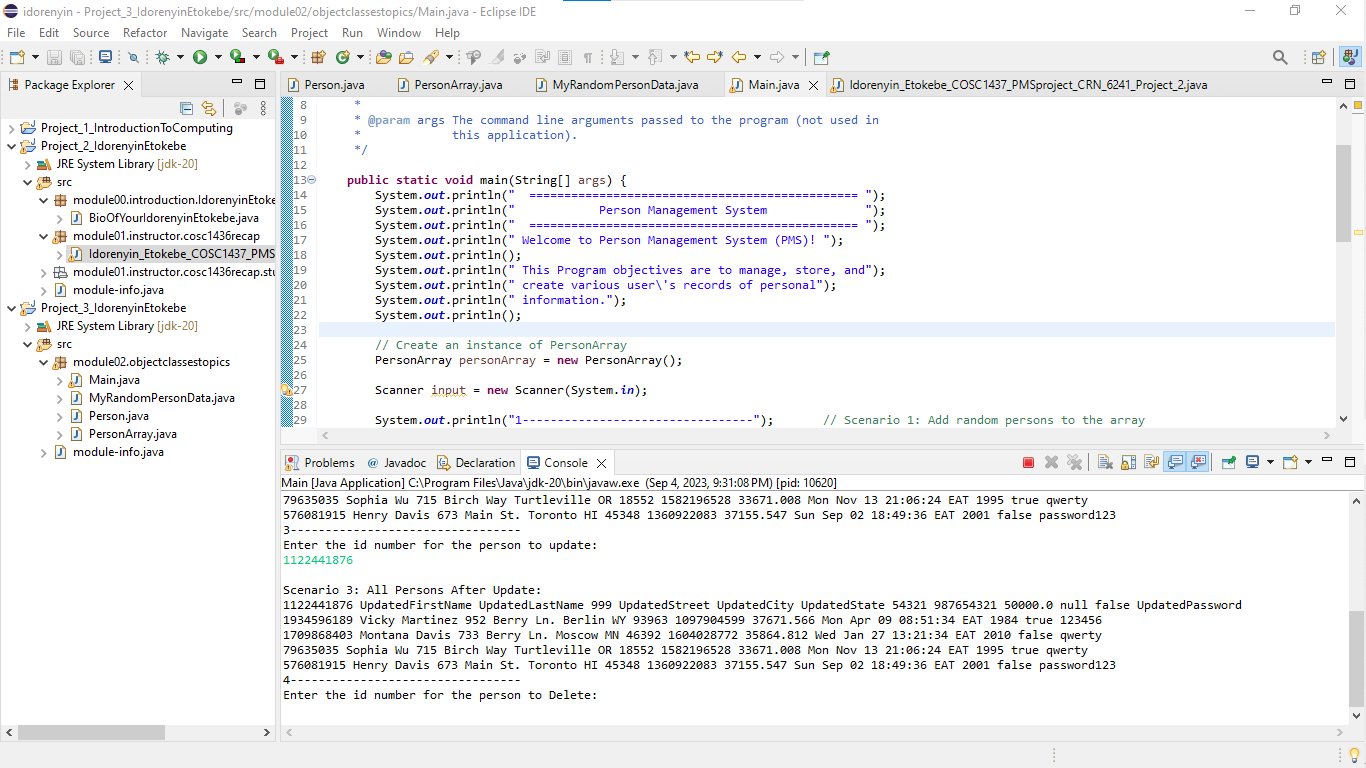 idorenyin - Project_3_IdorenyinEtokebe/src/module02/objectclassestopics/Main.java - Eclipse IDE
File Edit Source Refactor Navigate Search Project Run Window Help
Package Explorer
Project_1_IntroductionToComputing
Project_2_IdorenyinEtokebe
JRE System Library [jdk-20]
src
module00.introduction.IdorenyinEtoke
BioOfYourIdorenyinEtokebe.java
module01.instructor.cosc1436recap
Idorenyin_Etokebe_COSC1437_PMS
module01.instructor.cosc1436recap.stu
module-info.java
Project_3_IdorenyinEtokebe
JRE System Library [jdk-20]
src
module02.objectclassestopics
Main.java
MyRandomPersonData.java
Person.java
PersonArray.java
module-info.java
Person.java PersonArray.java MyRandomPersonData.java Main.java Idorenyin_Etokebe_COSC1437_PMSproject_CRN_6241_Project_2.java
8 *
9 * @param args The command line arguments passed to the program (not used in
10 * this application).
11 */
12
13 public static void main(String[] args) {
14 System.out.println("  =============================================== ");
15 System.out.println("            Person Management System              ");
16 System.out.println("  =============================================== ");
17 System.out.println(" Welcome to Person Management System (PMS)! ");
18 System.out.println();
19 System.out.println(" This Program objectives are to manage, store, and");
20 System.out.println(" create various user\'s records of personal");
21 System.out.println(" information.");
22 System.out.println();
23
24 // Create an instance of PersonArray
25 PersonArray personArray = new PersonArray();
26
27 Scanner input = new Scanner(System.in);
28
29 System.out.println("1---------------------------------"); // Scenario 1: Add random persons to the array
Problems Javadoc Declaration Console
Main [Java Application] C:\Program Files\Java\jdk-20\bin\javaw.exe (Sep 4, 2023, 9:31:08 PM) [pid: 10620]
79635035 Sophia Wu 715 Birch Way Turtleville OR 18552 1582196528 33671.008 Mon Nov 13 21:06:24 EAT 1995 true qwerty
576081915 Henry Davis 673 Main St. Toronto HI 45348 1360922083 37155.547 Sun Sep 02 18:49:36 EAT 2001 false password123
3---------------------------------
Enter the id number for the person to update:
1122441876
Scenario 3: All Persons After Update:
1122441876 UpdatedFirstName UpdatedLastName 999 UpdatedStreet UpdatedCity UpdatedState 54321 987654321 50000.0 null false UpdatedPassword
1934596189 Vicky Martinez 952 Berry Ln. Berlin WY 93963 1097904599 37671.566 Mon Apr 09 08:51:34 EAT 1984 true 123456
1709868403 Montana Davis 733 Berry Ln. Moscow MN 46392 1604028772 35864.812 Wed Jan 27 13:21:34 EAT 2010 false qwerty
79635035 Sophia Wu 715 Birch Way Turtleville OR 18552 1582196528 33671.008 Mon Nov 13 21:06:24 EAT 1995 true qwerty
576081915 Henry Davis 673 Main St. Toronto HI 45348 1360922083 37155.547 Sun Sep 02 18:49:36 EAT 2001 false password123
4---------------------------------
Enter the id number for the person to Delete: